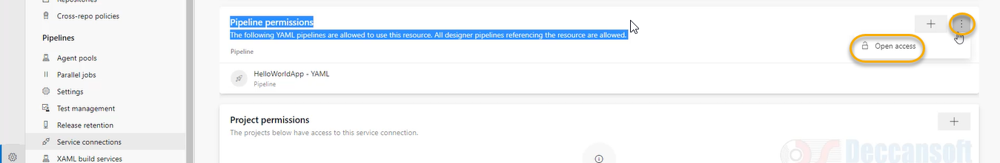 Repositories
Cross-repo policies
Pipelines
Agent pools
Parallel jobs
Settings
Test management
Release retention
Service connections
XAML build services
Pipeline permissions
The following YAML pipelines are allowed to use this resource. All designer pipelines referencing the resource are allowed.
Open access
Pipeline
HelloWorldApp - YAML
Pipeline
Project permissions
The projects below have access to this service connection.
Deccansoft